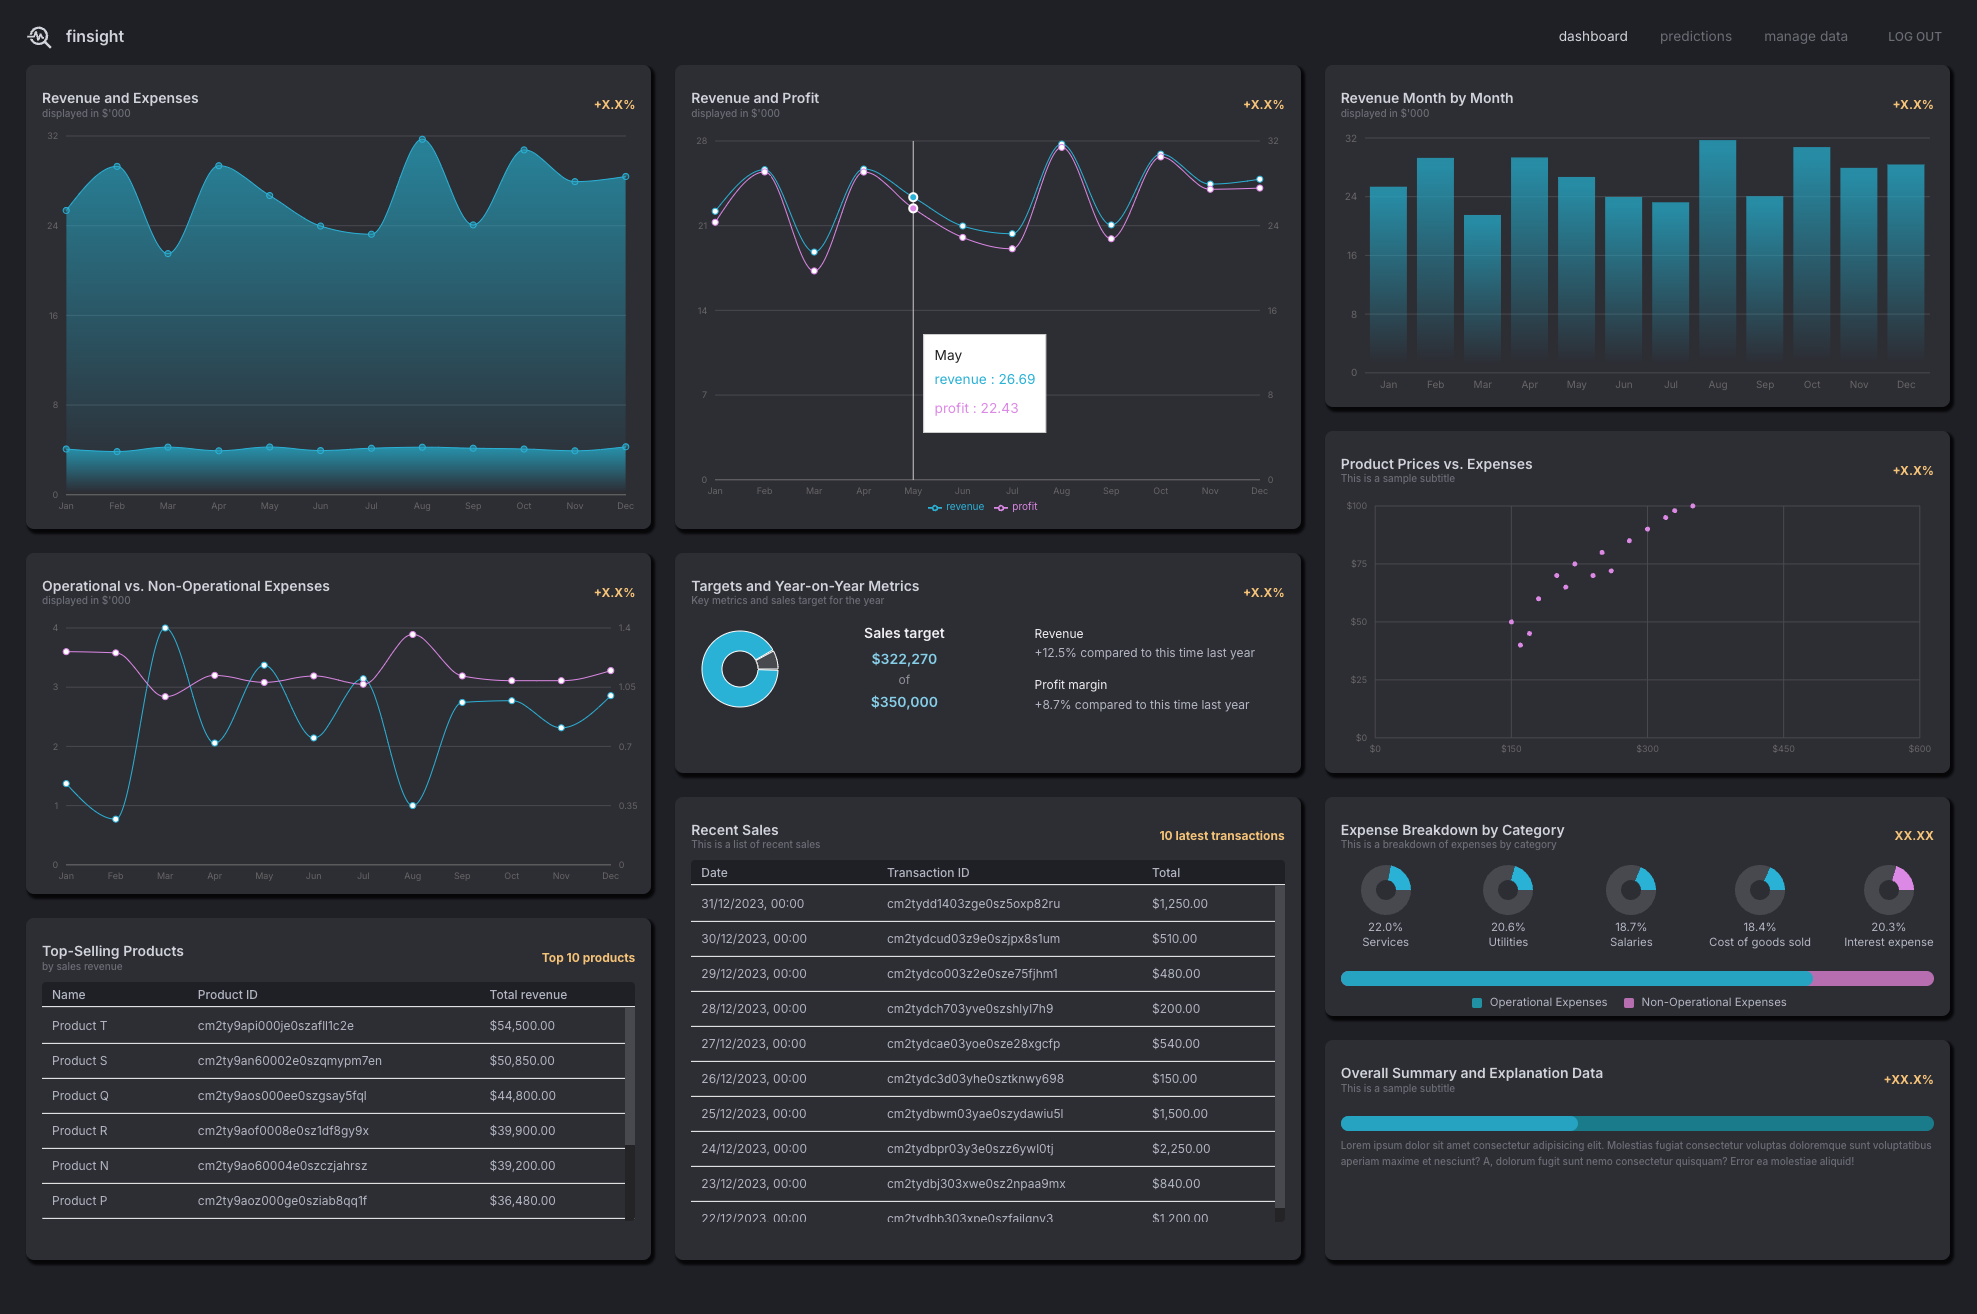 finsight
dashboard predictions manage data LOG OUT
Revenue and Expenses
displayed in $'000
+X.X%
32
24
16
8
0
Jan Feb Mar Apr May Jun Jul Aug Sep Oct Nov Dec
Revenue and Profit
displayed in $'000
+X.X%
28 32
21 24
14 16
7 8
0 0
May
revenue : 26.69
profit : 22.43
Jan Feb Mar Apr May Jun Jul Aug Sep Oct Nov Dec
revenue profit
Revenue Month by Month
displayed in $'000
+X.X%
32
24
16
8
0
Jan Feb Mar Apr May Jun Jul Aug Sep Oct Nov Dec
Operational vs. Non-Operational Expenses
displayed in $'000
+X.X%
4 1.4
3 1.05
2 0.7
1 0.35
0 0
Jan Feb Mar Apr May Jun Jul Aug Sep Oct Nov Dec
Targets and Year-on-Year Metrics
Key metrics and sales target for the year
+X.X%
Sales target
$322,270
of
$350,000
Revenue
+12.5% compared to this time last year
Profit margin
+8.7% compared to this time last year
Product Prices vs. Expenses
This is a sample subtitle
+X.X%
$100
$75
$50
$25
$0
$0 $150 $300 $450 $600
Top-Selling Products
by sales revenue
Top 10 products
Name Product ID Total revenue
Product T cm2ty9api000je0szafll1c2e $54,500.00
Product S cm2ty9an60002e0szqmypm7en $50,850.00
Product Q cm2ty9aos000ee0szgsay5fql $44,800.00
Product R cm2ty9aof0008e0sz1df8gy9x $39,900.00
Product N cm2ty9ao60004e0szczjahrsz $39,200.00
Product P cm2ty9aoz000ge0sziab8qq1f $36,480.00
Recent Sales
This is a list of recent sales
10 latest transactions
Date Transaction ID Total
31/12/2023, 00:00 cm2tydd1403zge0sz5oxp82ru $1,250.00
30/12/2023, 00:00 cm2tydcud03z9e0szjpx8s1um $510.00
29/12/2023, 00:00 cm2tydco003z2e0sze75fjhm1 $480.00
28/12/2023, 00:00 cm2tydch703yve0szshlyl7h9 $200.00
27/12/2023, 00:00 cm2tydcae03yoe0sze28xgcfp $540.00
26/12/2023, 00:00 cm2tydc3d03yhe0sztknwy698 $150.00
25/12/2023, 00:00 cm2tydbwm03yae0szydawiu5l $1,500.00
24/12/2023, 00:00 cm2tydbpr03y3e0szz6ywl0tj $2,250.00
23/12/2023, 00:00 cm2tydbj303xwe0sz2npaa9mx $840.00
22/12/2023, 00:00 $1,200.00
Expense Breakdown by Category
This is a breakdown of expenses by category
XX.XX
22.0% 20.6% 18.7% 18.4% 20.3%
Services Utilities Salaries Cost of goods sold Interest expense
Operational Expenses Non-Operational Expenses
Overall Summary and Explanation Data
This is a sample subtitle
+XX.X%
Lorem ipsum dolor sit amet consectetur adipisicing elit. Molestias fugiat consectetur voluptas doloremque sunt voluptatibus
aperiam maxime et nesciunt? A, dolorum fugit sunt nemo consectetur quisquam? Error ea molestiae aliquid!